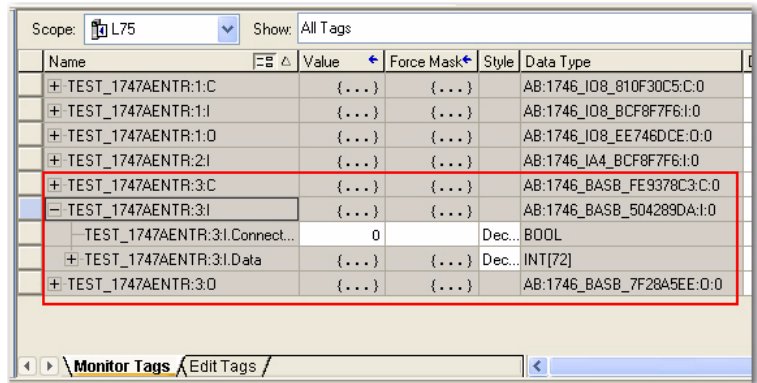 Scope: L75 Show: All Tags
Name Value Force Mask Style Data Type
TEST_1747AENTR:1:C {...} {...} AB:1746_IO8_810F30C5:C:0
TEST_1747AENTR:1:I {...} {...} AB:1746_IO8_BCF8F7F6:I:0
TEST_1747AENTR:1:O {...} {...} AB:1746_IO8_EE746DCE:O:0
TEST_1747AENTR:2:I {...} {...} AB:1746_IA4_BCF8F7F6:I:0
TEST_1747AENTR:3:C {...} {...} AB:1746_BASB_FE9378C3:C:0
TEST_1747AENTR:3:I {...} {...} AB:1746_BASB_504289DA:I:0
TEST_1747AENTR:3:I.Connect... 0 Dec... BOOL
TEST_1747AENTR:3:I.Data {...} {...} Dec... INT[72]
TEST_1747AENTR:3:O {...} {...} AB:1746_BASB_7F28A5EE:O:0
Monitor Tags Edit Tags